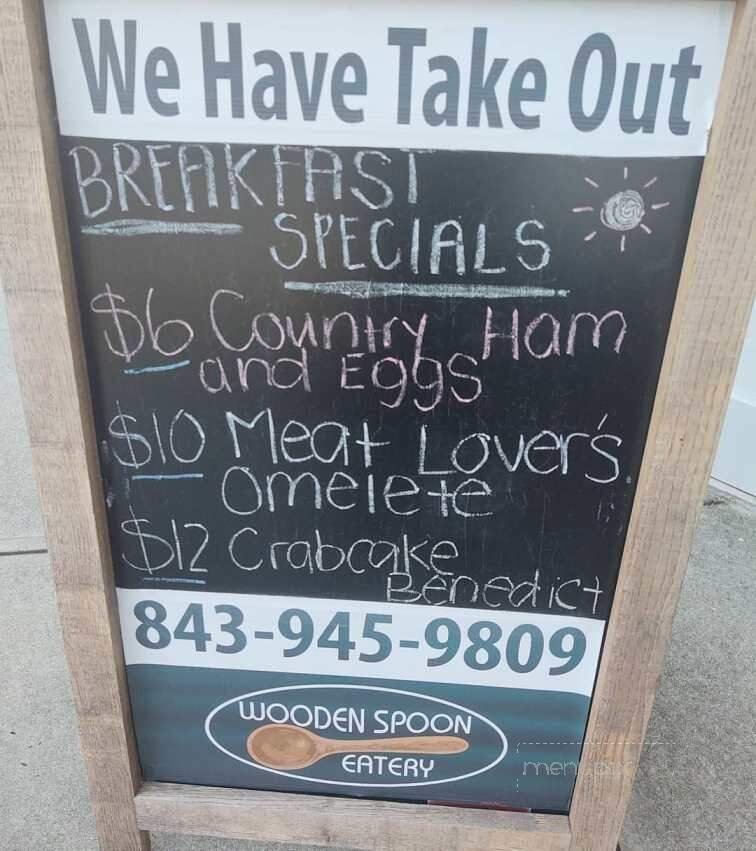 We Have Take Out
BREAKFAST
SPECIALS
$6 Country Ham
and Eggs
$10 Meat Lover's
Omelete
$12 Crabcake
Benedict
843-945-9809
WOODEN SPOON
EATERY